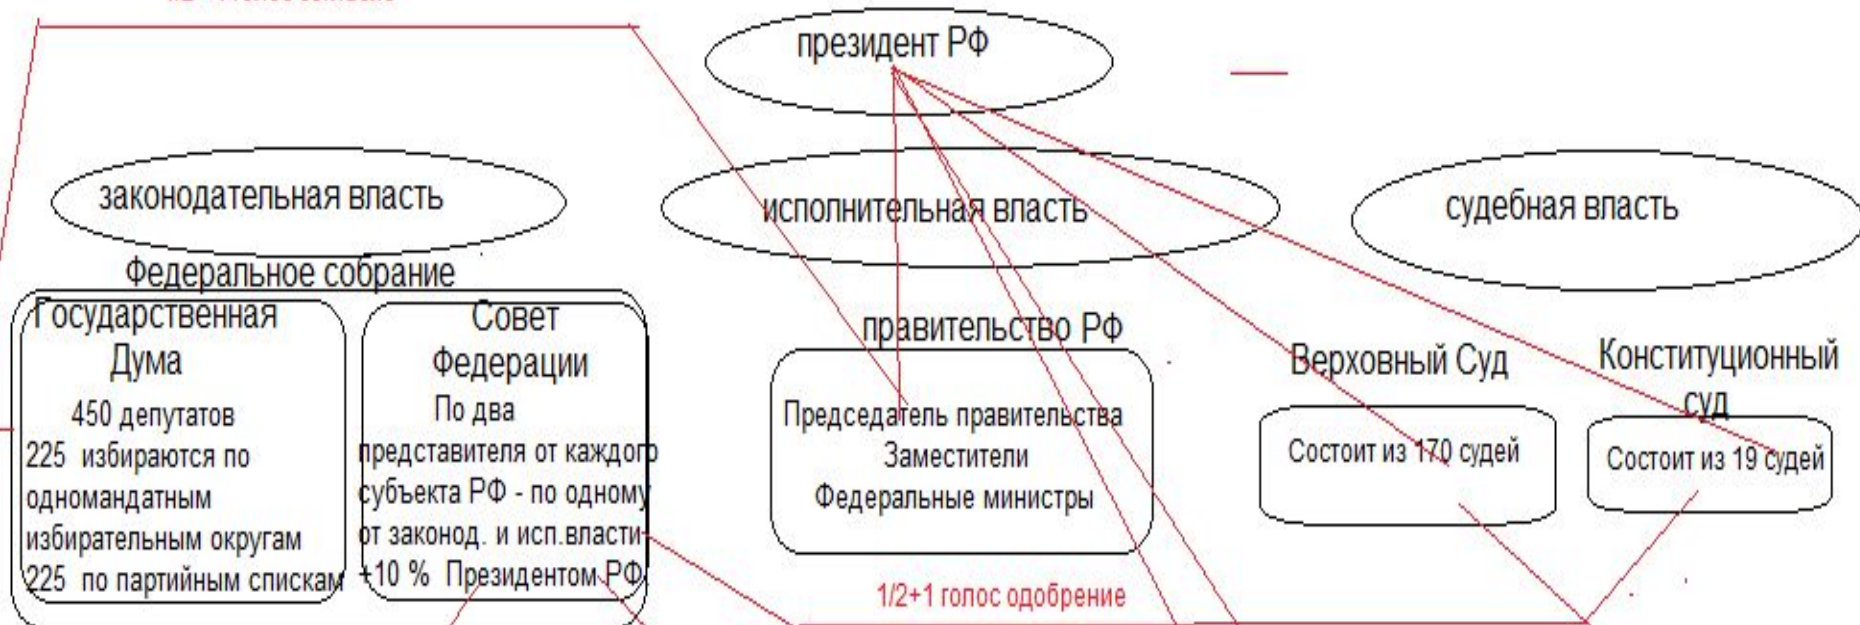 президент РФ
законодательная власть
исполнительная власть
судебная власть
Федеральное собрание
Государственная
Дума
450 депутатов
225 избираются по
одномандатным
избирательным округам
225 по партийным спискам
Совет
Федерации
По два
представителя от каждого
субъекта РФ - по одному
от законод. и исп.власти
+10 % Президентом РФ
правительство РФ
Председатель правительства
Заместители
Федеральные министры
Верховный Суд
Состоит из 170 судей
Конституционный
суд
Состоит из 19 судей
1/2+1 голос одобрение